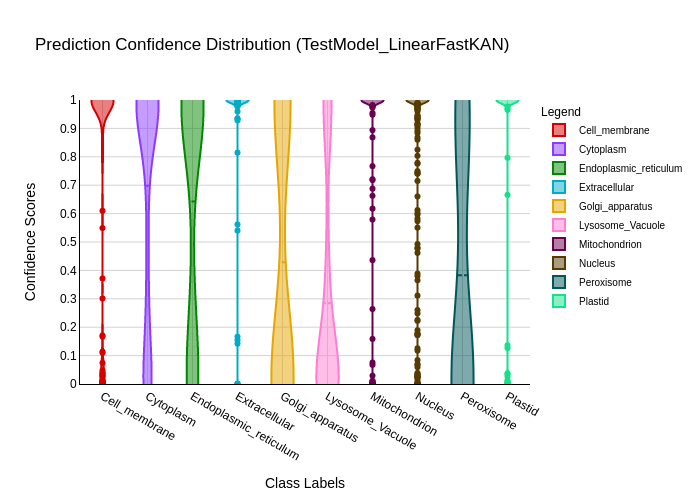 Prediction Confidence Distribution (TestModel_LinearFastKAN)
Confidence Scores
1
0.9
0.8
0.7
0.6
0.5
0.4
0.3
0.2
0.1
0
Cell_membrane
Cytoplasm
Endoplasmic_reticulum
Extracellular
Golgi_apparatus
Lysosome_Vacuole
Mitochondrion
Nucleus
Peroxisome
Plastid
Class Labels
Legend
Cell_membrane
Cytoplasm
Endoplasmic_reticulum
Extracellular
Golgi_apparatus
Lysosome_Vacuole
Mitochondrion
Nucleus
Peroxisome
Plastid